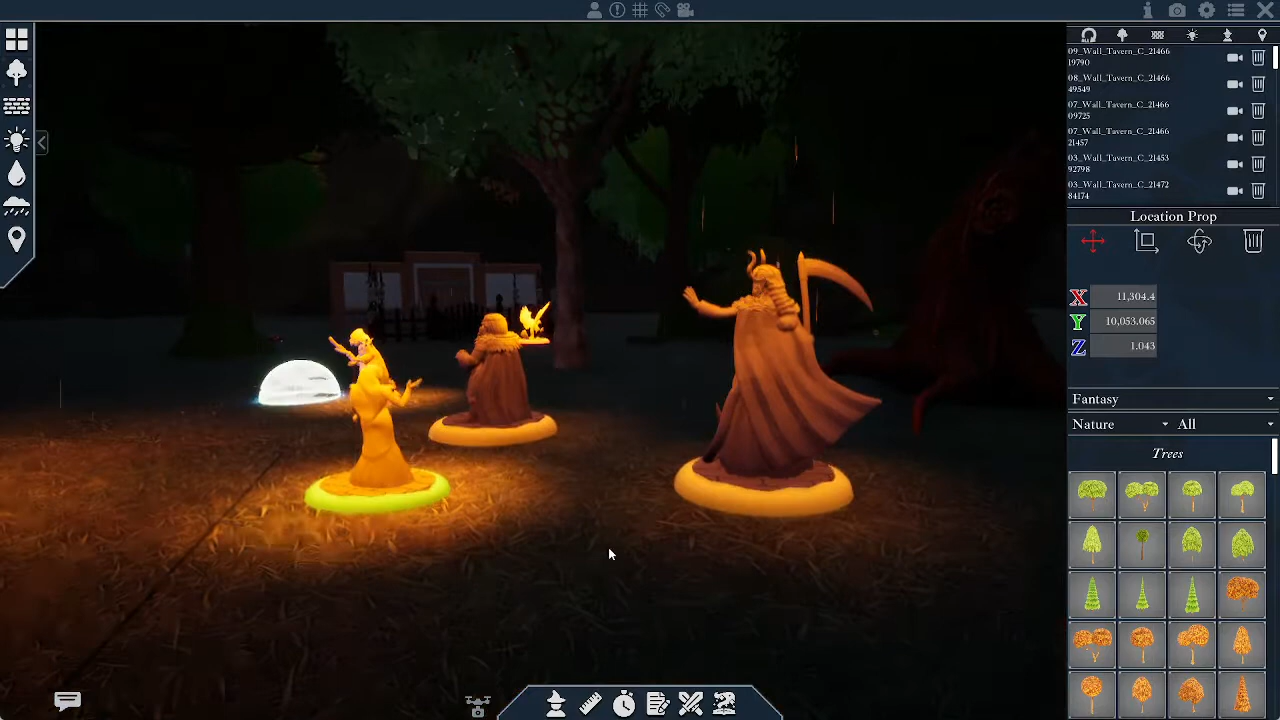 09_Wall_Tavern_C_21466
19790
08_Wall_Tavern_C_21466
49549
07_Wall_Tavern_C_21466
09725
07_Wall_Tavern_C_21466
21457
03_Wall_Tavern_C_21453
92798
03_Wall_Tavern_C_21472
84174
Location Prop
X 11,304.4
Y 10,053.065
Z 1.043
Fantasy
Nature All
Trees